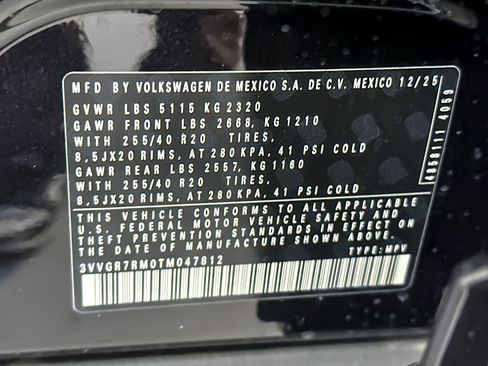 MFD BY VOLKSWAGEN DE MEXICO S.A. DE C.V. MEXICO 12/25
GVWR LBS 5115 KG 2320
GAWR FRONT LBS 2668, KG 1210
WITH 255/40 R20 TIRES,
8.5JX20 RIMS, AT 280 KPA, 41 PSI COLD
GAWR REAR LBS 2557, KG 1160
WITH 255/40 R20 TIRES,
8.5JX20 RIMS, AT 280 KPA, 41 PSI COLD
THIS VEHICLE CONFORMS TO ALL APPLICABLE
U.S. FEDERAL MOTOR VEHICLE SAFETY AND
THEFT PREVENTION STANDARDS IN EFFECT ON
THE DATE OF MANUFACTURE SHOWN ABOVE.
3VVGR7RM0TM047812 TYPE: MPV
4059